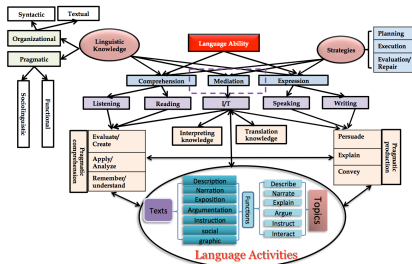 Syntactic
Textual
Organizational
Pragmatic
Sociolinguistic
Functional
Linguistic
Knowledge
Language Ability
Strategies
Planning
Execution
Evaluation/
Repair
Comprehension
Mediation
Expression
Listening
Reading
I/T
Speaking
Writing
Interpreting
knowledge
Translation
knowledge
Pragmatic
comprehension
Evaluate/
Create
Apply/
Analyze
Remember/
understand
Persuade
Explain
Convey
Pragmatic
production
Texts
Description
Narration
Exposition
Argumentation
Instruction
social
graphic
Functions
Describe
Narrate
Explain
Argue
Instruct
Interact
Topics
Language Activities